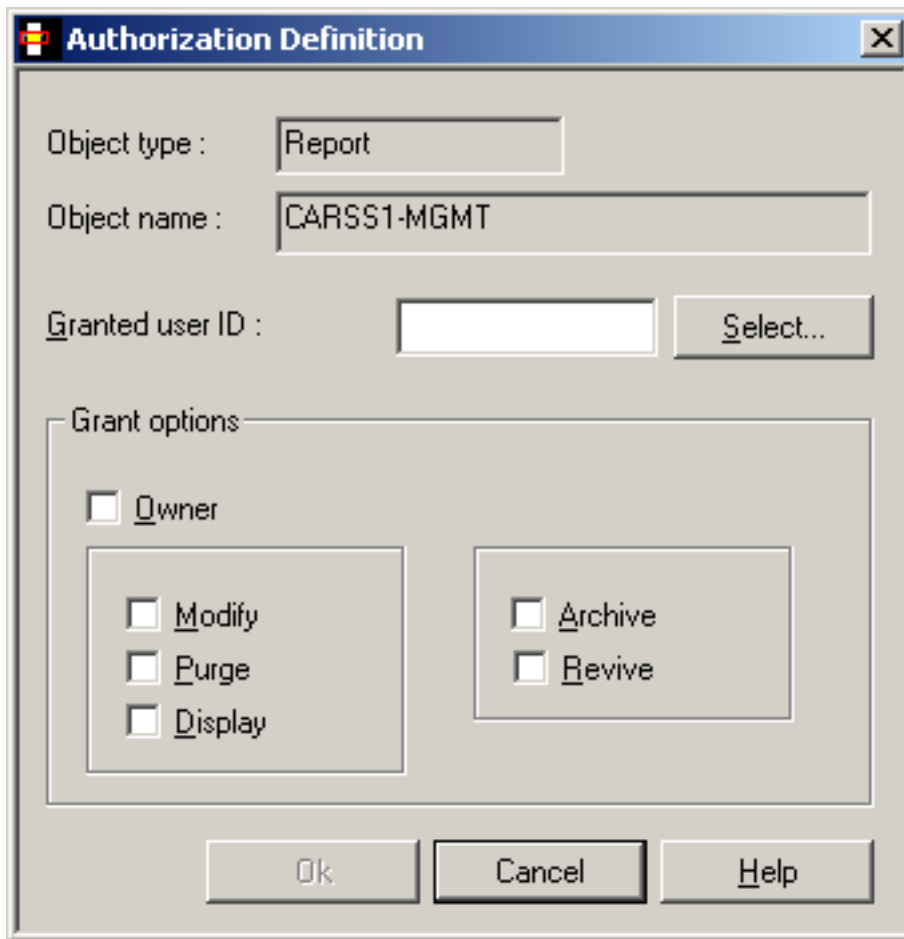 Authorization Definition
Object type : Report
Object name : CARSS1-MGMT
Granted user ID : Select...
Grant options
Owner
Modify Archive
Purge Revive
Display
Ok Cancel Help